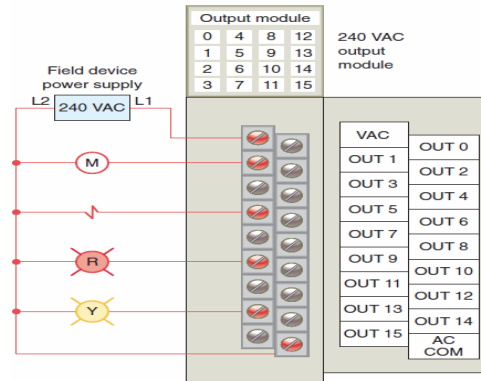 Output module
0 4 8 12
1 5 9 13
2 6 10 14
3 7 11 15
240 VAC
output
module
Field device
power supply
L2 240 VAC L1
M
R
Y
VAC
OUT 0
OUT 1
OUT 2
OUT 3
OUT 4
OUT 5
OUT 6
OUT 7
OUT 8
OUT 9
OUT 10
OUT 11
OUT 12
OUT 13
OUT 14
OUT 15
AC
COM